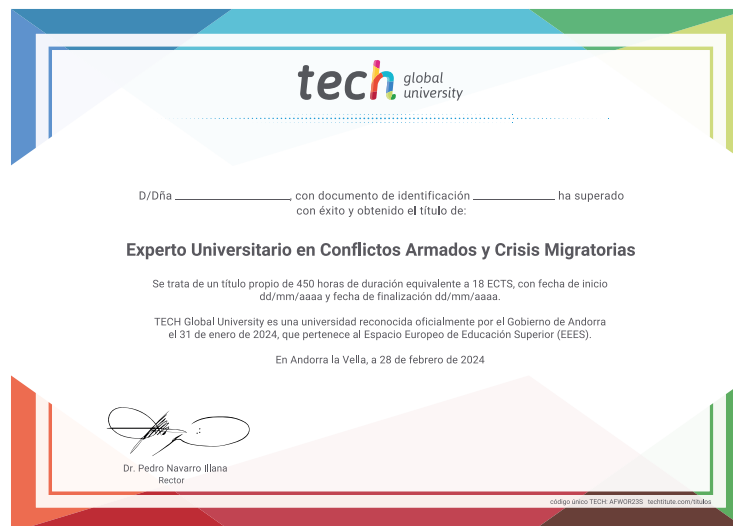 tech global
university
D/Dña ____________, con documento de identificación ____________ ha superado
con éxito y obtenido el título de:
Experto Universitario en Conflictos Armados y Crisis Migratorias
Se trata de un título propio de 450 horas de duración equivalente a 18 ECTS, con fecha de inicio
dd/mm/aaaa y fecha de finalización dd/mm/aaaa.
TECH Global University es una universidad reconocida oficialmente por el Gobierno de Andorra
el 31 de enero de 2024, que pertenece al Espacio Europeo de Educación Superior (EEES).
En Andorra la Vella, a 28 de febrero de 2024
Dr. Pedro Navarro Illana
Rector
código único TECH: AFWOR23S techtitute.com/titulos